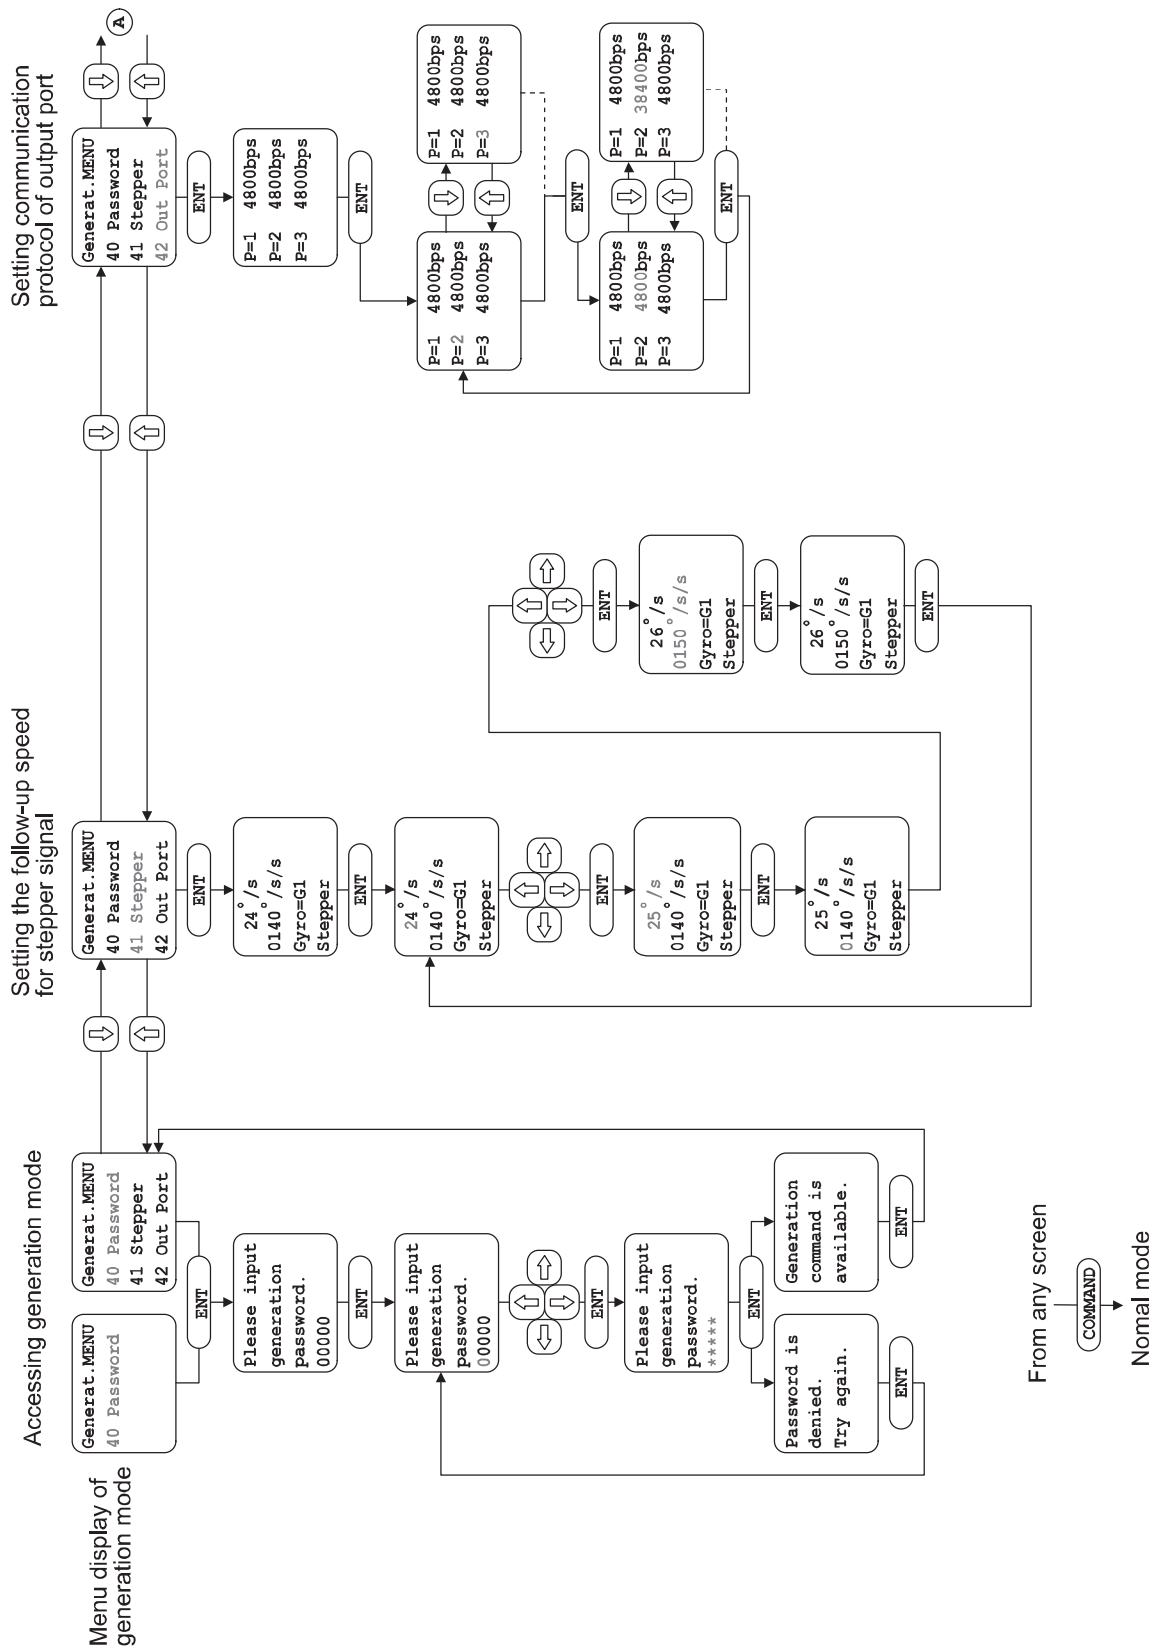 Menu display of
generation mode
Accessing generation mode
Generat.MENU
40 Password
Generat.MENU
40 Password
41 Stepper
42 Out Port
ENT
Please input
generation
password.
00000
ENT
Please input
generation
password.
00000
ENT
Please input
generation
password.
*****
ENT
Password is
denied.
Try again.
ENT
Generation
command is
available.
ENT
Setting the follow-up speed
for stepper signal
Generat.MENU
40 Password
41 Stepper
42 Out Port
ENT
24°/s
0140°/s/s
Gyro=G1
Stepper
ENT
24°/s
0140°/s/s
Gyro=G1
Stepper
ENT
25°/s
0140°/s/s
Gyro=G1
Stepper
ENT
25°/s
0140°/s/s
Gyro=G1
Stepper
ENT
26°/s
0150°/s/s
Gyro=G1
Stepper
ENT
26°/s
0150°/s/s
Gyro=G1
Stepper
ENT
Setting communication
protocol of output port
Generat.MENU
40 Password
41 Stepper
42 Out Port
A
ENT
P=1 4800bps
P=2 4800bps
P=3 4800bps
ENT
P=1 4800bps
P=2 4800bps
P=3 4800bps
P=1 4800bps
P=2 4800bps
P=3 4800bps
ENT
P=1 4800bps
P=2 4800bps
P=3 4800bps
P=1 4800bps
P=2 38400bps
P=3 4800bps
ENT
From any screen
COMMAND
Nomal mode